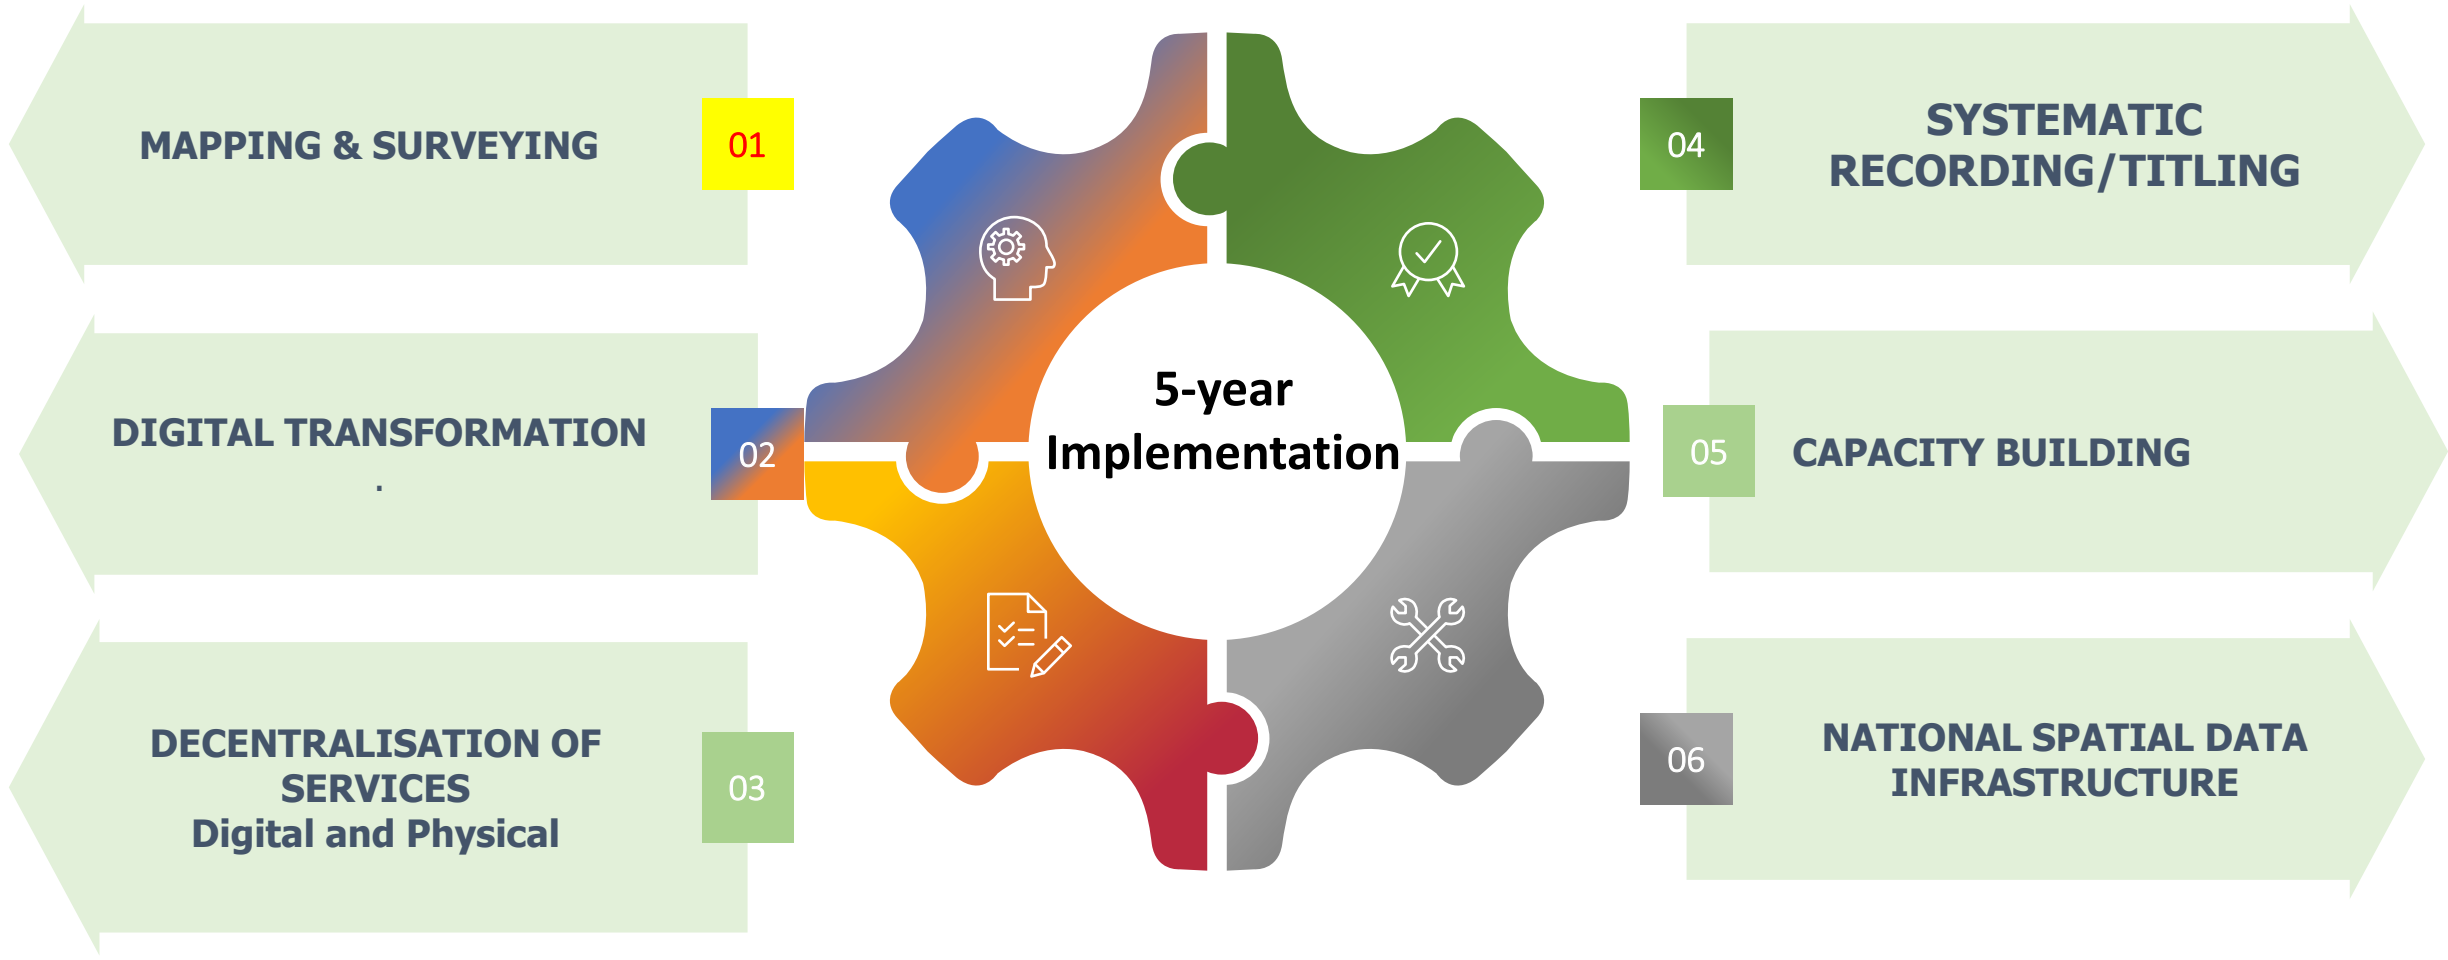 MAPPING & SURVEYING
01
DIGITAL TRANSFORMATION
.
02
DECENTRALISATION OF
SERVICES
Digital and Physical
03
5-year
Implementation
04
SYSTEMATIC
RECORDING/TITLING
05
CAPACITY BUILDING
06
NATIONAL SPATIAL DATA
INFRASTRUCTURE